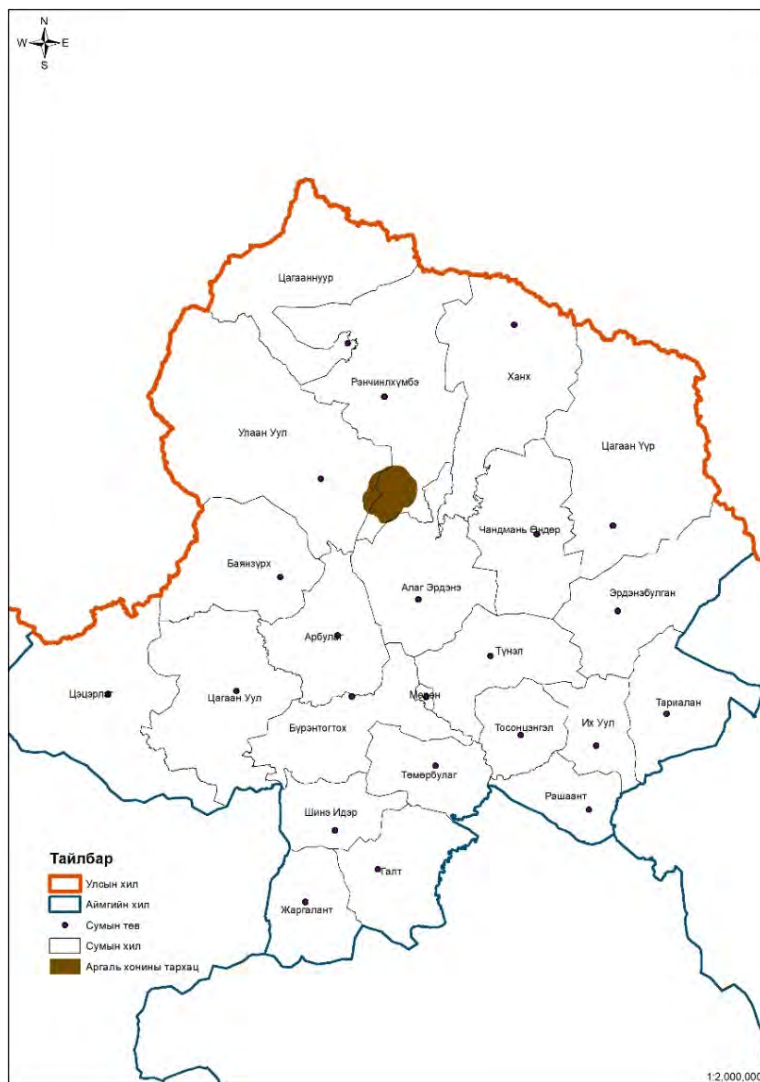 N
W E
S
Цагааннуур
Рэнчинлхүмбэ
Ханх
Улаан Уул
Цагаан Үүр
Чандмань Өндөр
Баянзүрх
Алаг Эрдэнэ
Эрдэнэбулган
Арбулаг
Түнэл
Цэцэрлэг
Цагаан Уул
Мөрөн
Тариалан
Бүрэнтогтох
Тосонцэнгэл
Их Уул
Төмөрбулаг
Рашаант
Шинэ Идэр
Галт
Жаргалант
Тайлбар
Улсын хил
Аймгийн хил
Сумын төв
Сумын хил
Аргаль хонины тархац
1:2,000,000